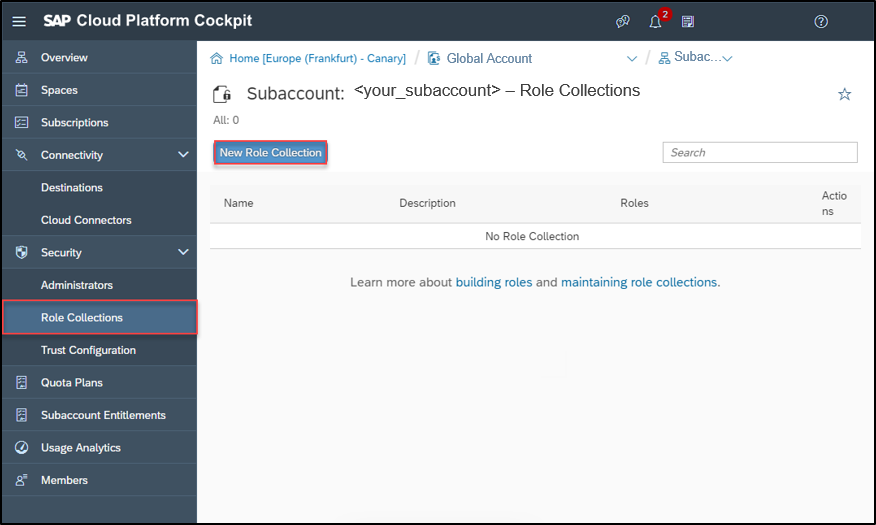 SAP Cloud Platform Cockpit
2
Overview
Spaces
Subscriptions
Connectivity
Destinations
Cloud Connectors
Security
Administrators
Role Collections
Trust Configuration
Quota Plans
Subaccount Entitlements
Usage Analytics
Members
Home [Europe (Frankfurt) - Canary] / Global Account / Subac...
Subaccount: <your_subaccount> – Role Collections
All: 0
New Role Collection
Search
Name Description Roles Actio
ns
No Role Collection
Learn more about building roles and maintaining role collections.